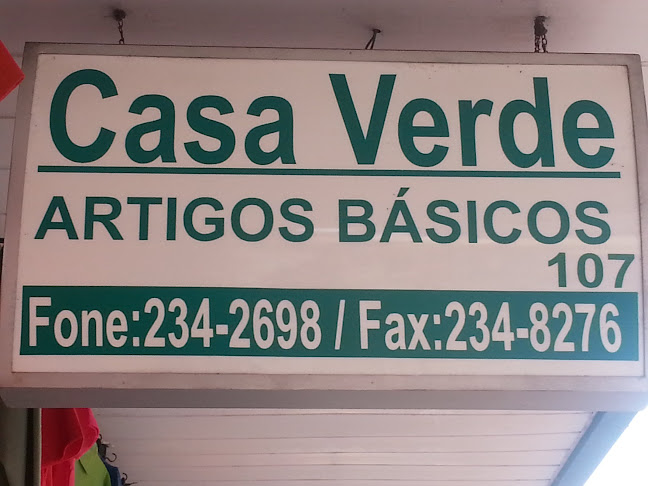 Casa Verde
ARTIGOS BÁSICOS
107
Fone:234-2698 / Fax:234-8276